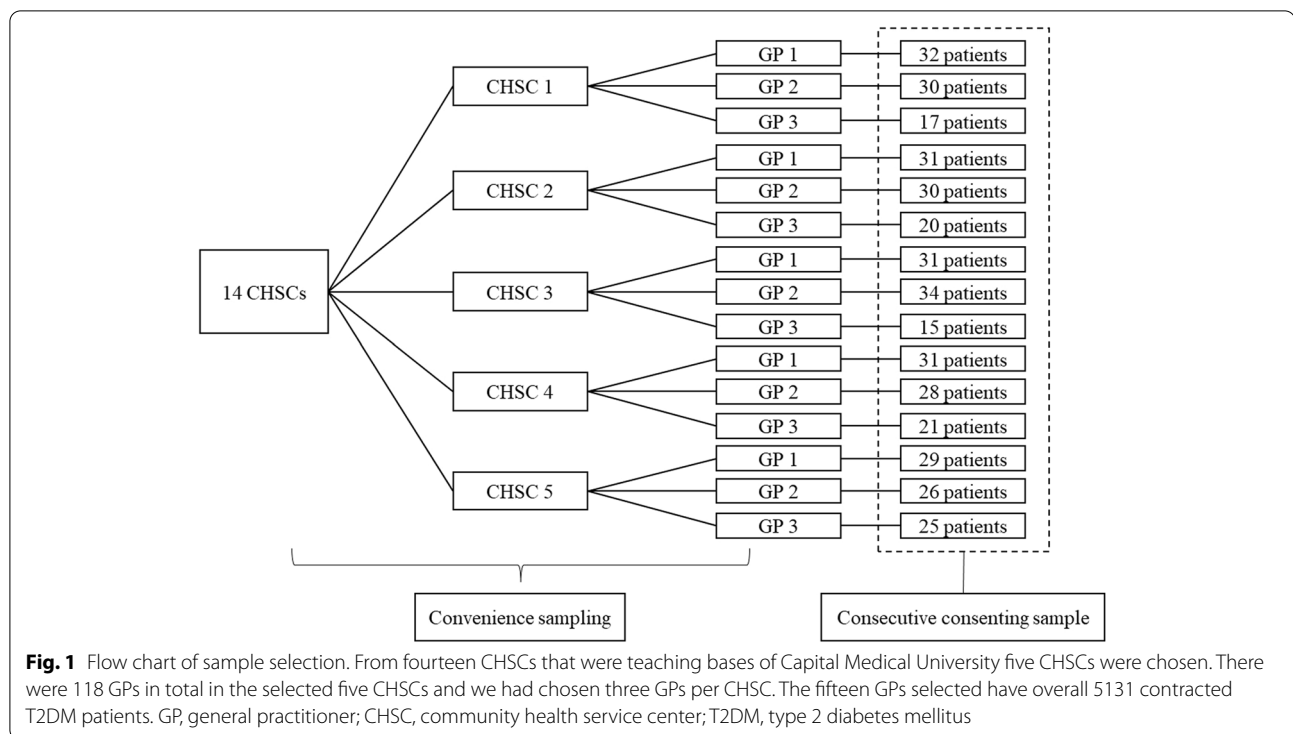 GP 1 32 patients
CHSC 1 GP 2 30 patients
GP 3 17 patients
GP 1 31 patients
CHSC 2 GP 2 30 patients
GP 3 20 patients
GP 1 31 patients
14 CHSCs CHSC 3 GP 2 34 patients
GP 3 15 patients
GP 1 31 patients
CHSC 4 GP 2 28 patients
GP 3 21 patients
GP 1 29 patients
CHSC 5 GP 2 26 patients
GP 3 25 patients
Convenience sampling Consecutive consenting sample
Fig. 1 Flow chart of sample selection. From fourteen CHSCs that were teaching bases of Capital Medical University five CHSCs were chosen. There
were 118 GPs in total in the selected five CHSCs and we had chosen three GPs per CHSC. The fifteen GPs selected have overall 5131 contracted
T2DM patients. GP, general practitioner; CHSC, community health service center; T2DM, type 2 diabetes mellitus